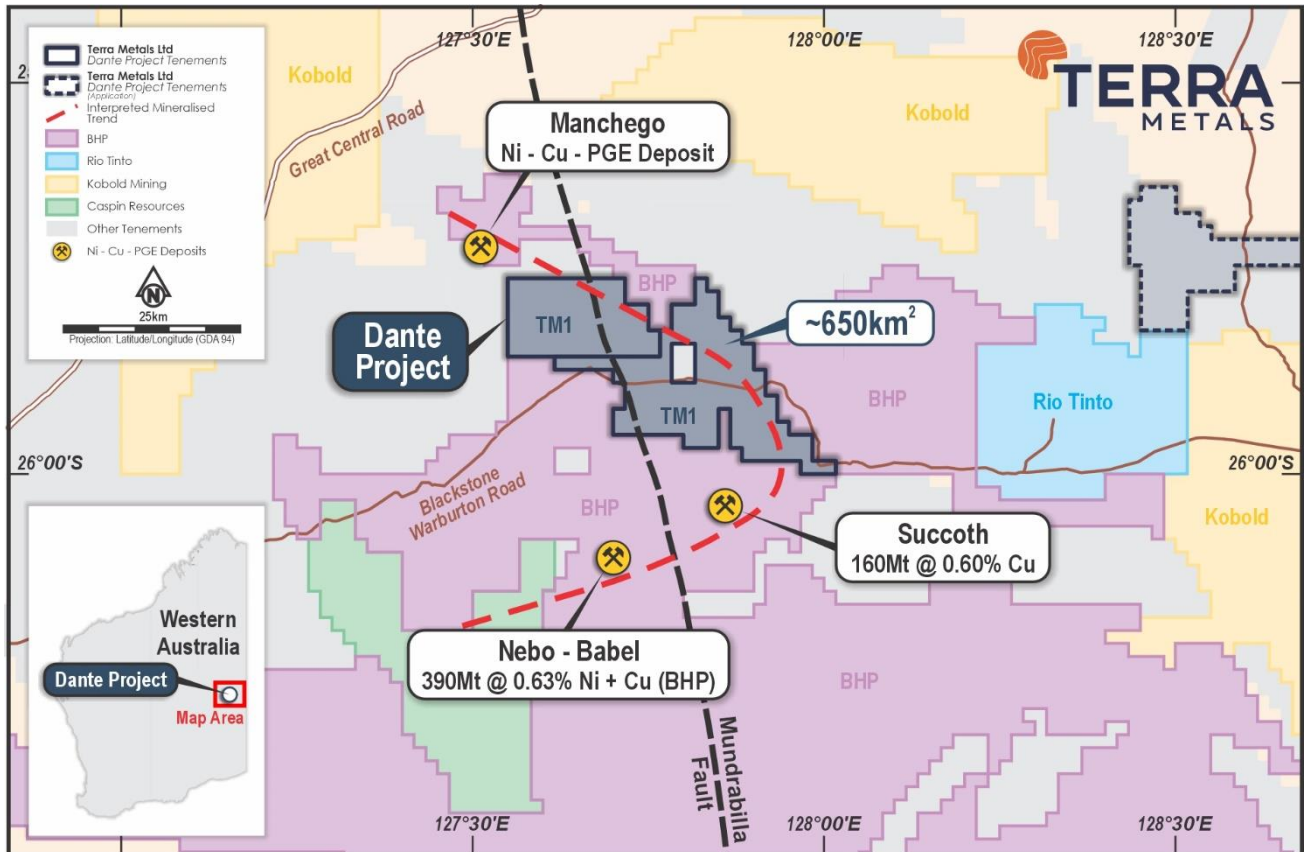 127°30'E
128°00'E
128°30'E
Terra Metals Ltd
Dante Project Tenements
Terra Metals Ltd
Dante Project Tenements
(Application)
Interpreted Mineralised
Trend
BHP
Rio Tinto
Kobold Mining
Caspin Resources
Other Tenements
Ni - Cu - PGE Deposits
N
25km
Projection: Latitude/Longitude (GDA 94)
Kobold
Great Central Road
Kobold
TERRA
METALS
Manchego
Ni - Cu - PGE Deposit
BHP
Dante
Project
TM1
~650km²
BHP
Rio Tinto
TM1
26°00'S
26°00'S
Blackstone
Warburton Road
BHP
Kobold
Succoth
160Mt @ 0.60% Cu
Nebo - Babel
390Mt @ 0.63% Ni + Cu (BHP)
BHP
Western
Australia
Dante Project
Map Area
Mundrabilla
Fault
127°30'E
128°00'E
128°30'E